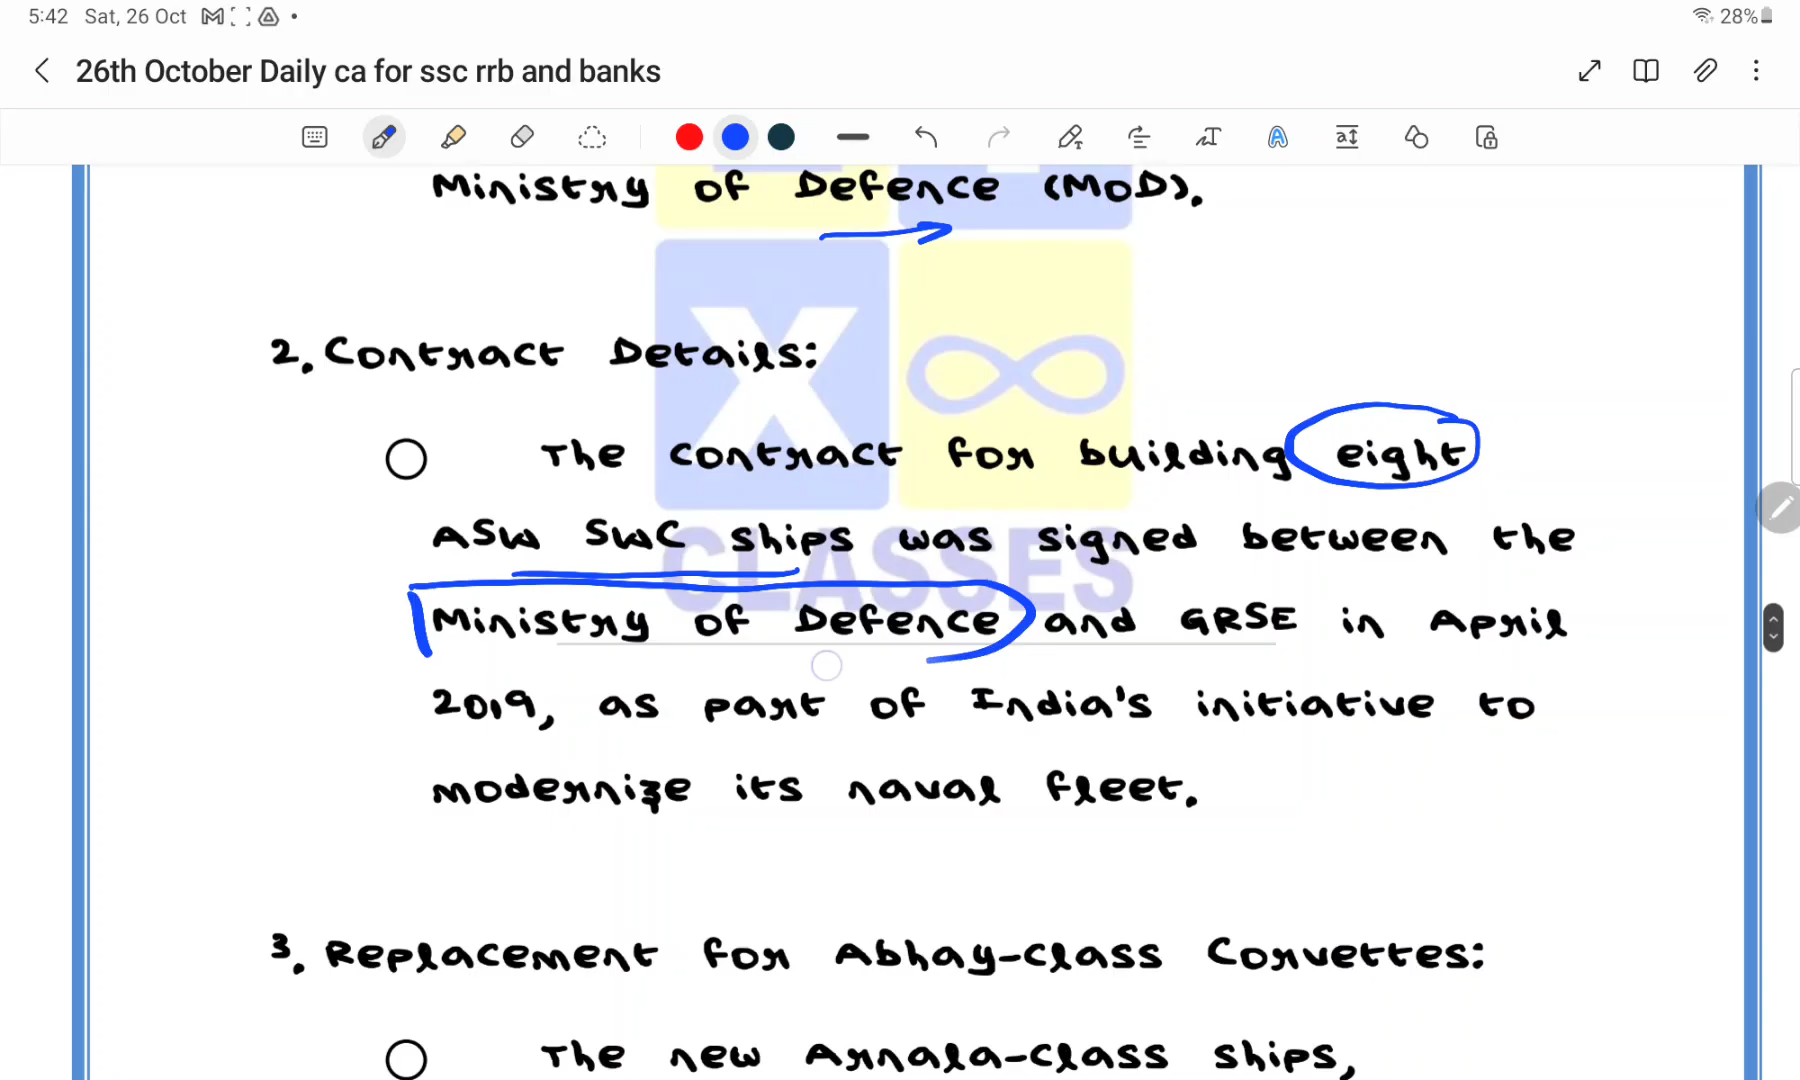 5:42 Sat, 26 Oct
28%
26th October Daily ca for ssc rrb and banks
Ministry of Defence (MoD).
2. Contract Details:
The contract for building eight
ASW SWC ships was signed between the
Ministry of Defence and GRSE in April
2019, as part of India's initiative to
modernize its naval fleet.
3. Replacement for Abhay-Class Corvettes:
The new Arnala-class ships,
X ∞
CLASSES